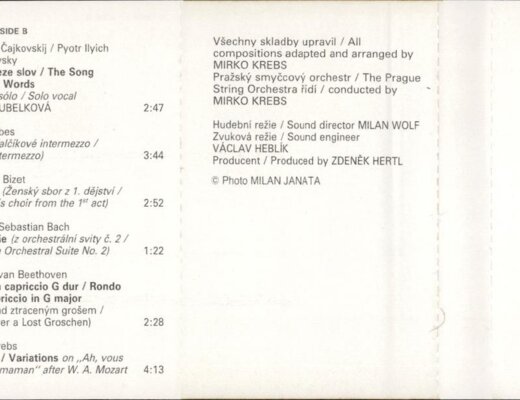 SIDE B
Čajkovskij / Pyotr Ilyich
vsky
eze slov / The Song
Words
sólo / Solo vocal
UBELKOVÁ 2:47
bes
alčíkové intermezzo /
termezzo) 3:44
Bizet
(Ženský sbor z 1. dějství /
s choir from the 1st act) 2:52
Sebastian Bach
ie (z orchestrální svity č. 2 /
Orchestral Suite No. 2) 1:22
van Beethoven
capriccio G dur / Rondo
priccio in G major
d ztraceným grošem /
er a Lost Groschen) 2:28
rebs
/ Variations on „Ah, vous
maman" after W. A. Mozart 4:13
Všechny skladby upravil / All
compositions adapted and arranged by
MIRKO KREBS
Pražský smyčcový orchestr / The Prague
String Orchestra řídí / conducted by
MIRKO KREBS
Hudební režie / Sound director MILAN WOLF
Zvuková režie / Sound engineer
VÁCLAV HEBLÍK
Producent / Produced by ZDENĚK HERTL
© Photo MILAN JANATA